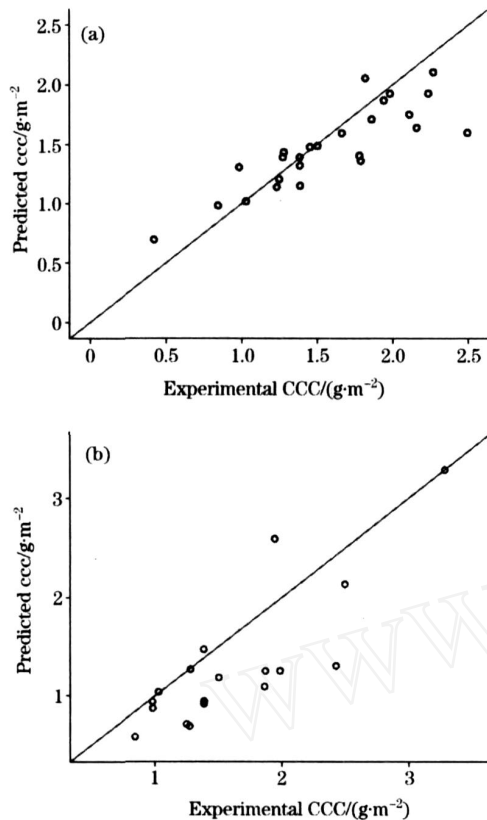 (a)
2.5
2.0
1.5
1.0
0.5
0
Predicted ccc/g·m⁻²
0 0.5 1.0 1.5 2.0 2.5
Experimental CCC/(g·m⁻²)
(b)
3
2
1
Predicted ccc/g·m⁻²
1 2 3
Experimental CCC/(g·m⁻²)
WWW